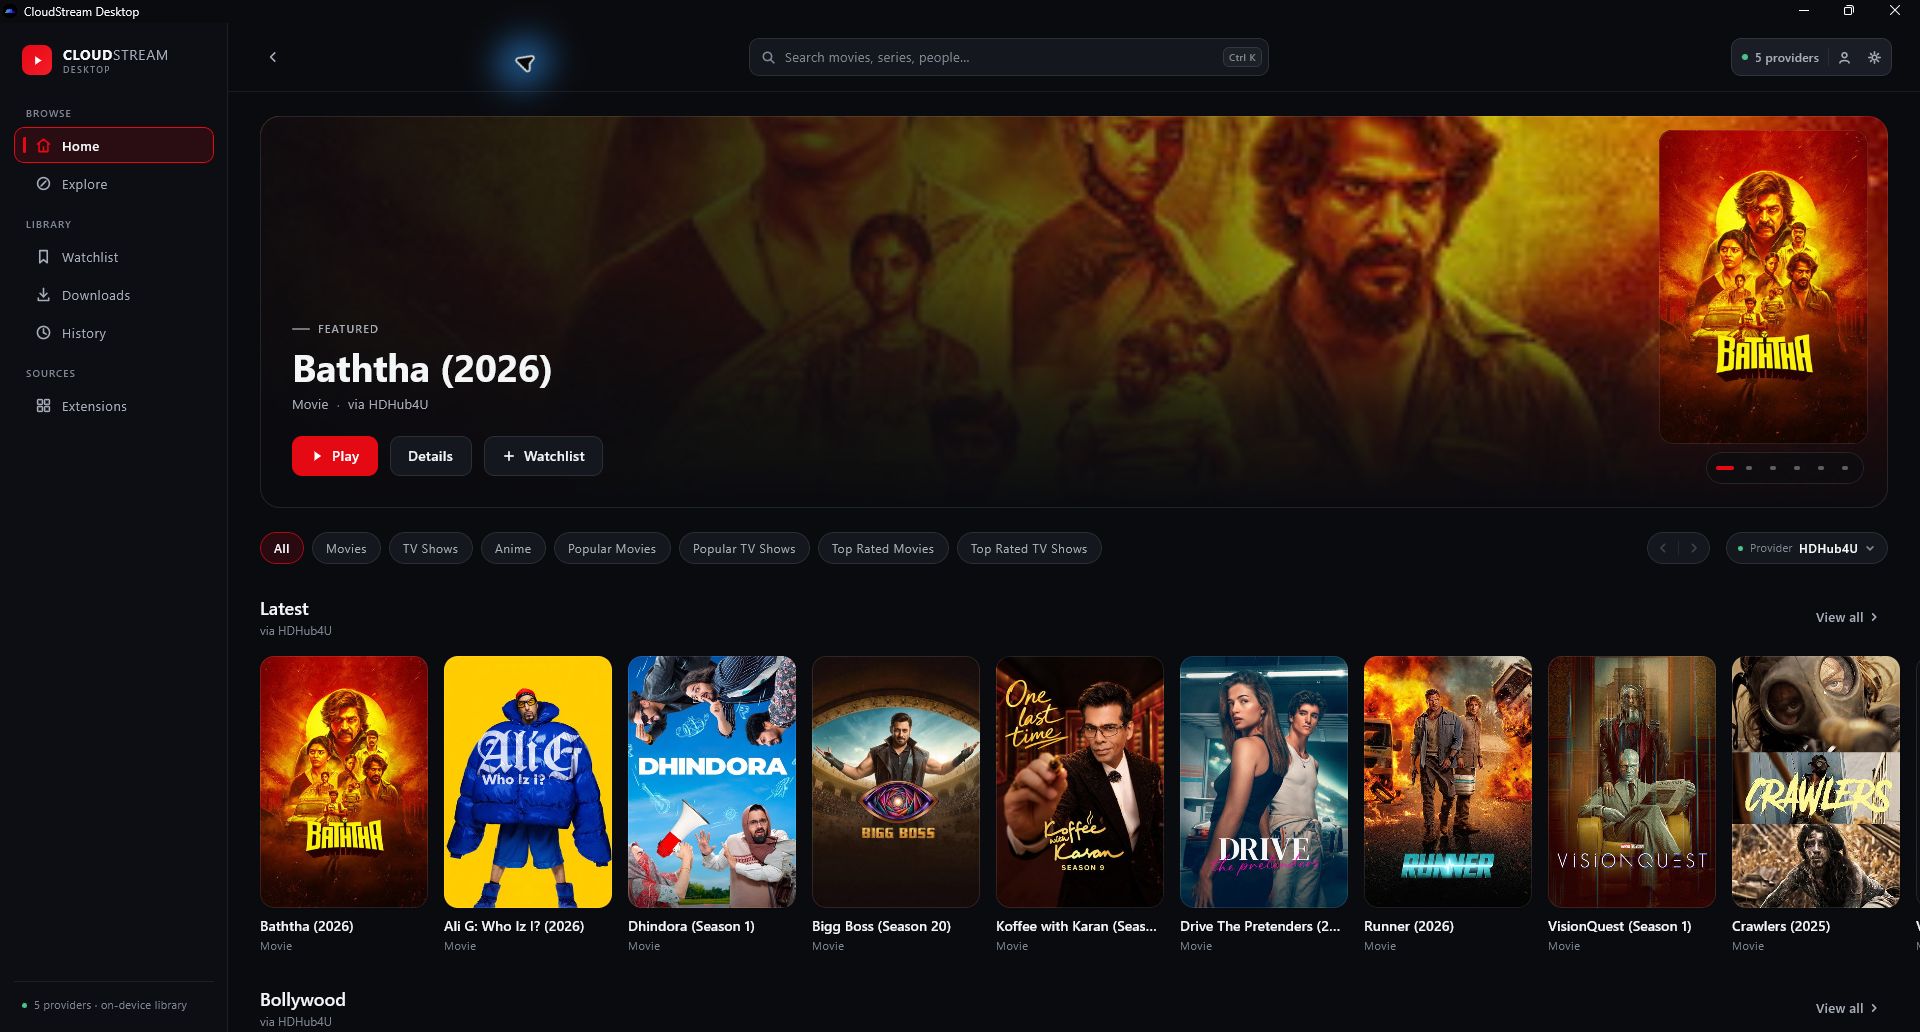 CloudStream Desktop
CLOUDSTREAM
DESKTOP
Search movies, series, people...
Ctrl K
5 providers
BROWSE
Home
Explore
LIBRARY
Watchlist
Downloads
History
SOURCES
Extensions
FEATURED
Baththa (2026)
Movie · via HDHub4U
Play
Details
Watchlist
BATHTHA
All
Movies
TV Shows
Anime
Popular Movies
Popular TV Shows
Top Rated Movies
Top Rated TV Shows
Provider HDHub4U
Latest
via HDHub4U
View all
BATHTHA
Ali G
Who Iz i?
DHINDORA
BIGG BOSS
One
last
time
Koffee
with
Karan
SEASON 9
DRIVE
the pretenders
RUNNER
VISIONQUEST
CRAWLERS
Baththa (2026)
Movie
Ali G: Who Iz I? (2026)
Movie
Dhindora (Season 1)
Movie
Bigg Boss (Season 20)
Movie
Koffee with Karan (Seas...
Movie
Drive The Pretenders (2...
Movie
Runner (2026)
Movie
VisionQuest (Season 1)
Movie
Crawlers (2025)
Movie
Bollywood
via HDHub4U
View all
5 providers · on-device library